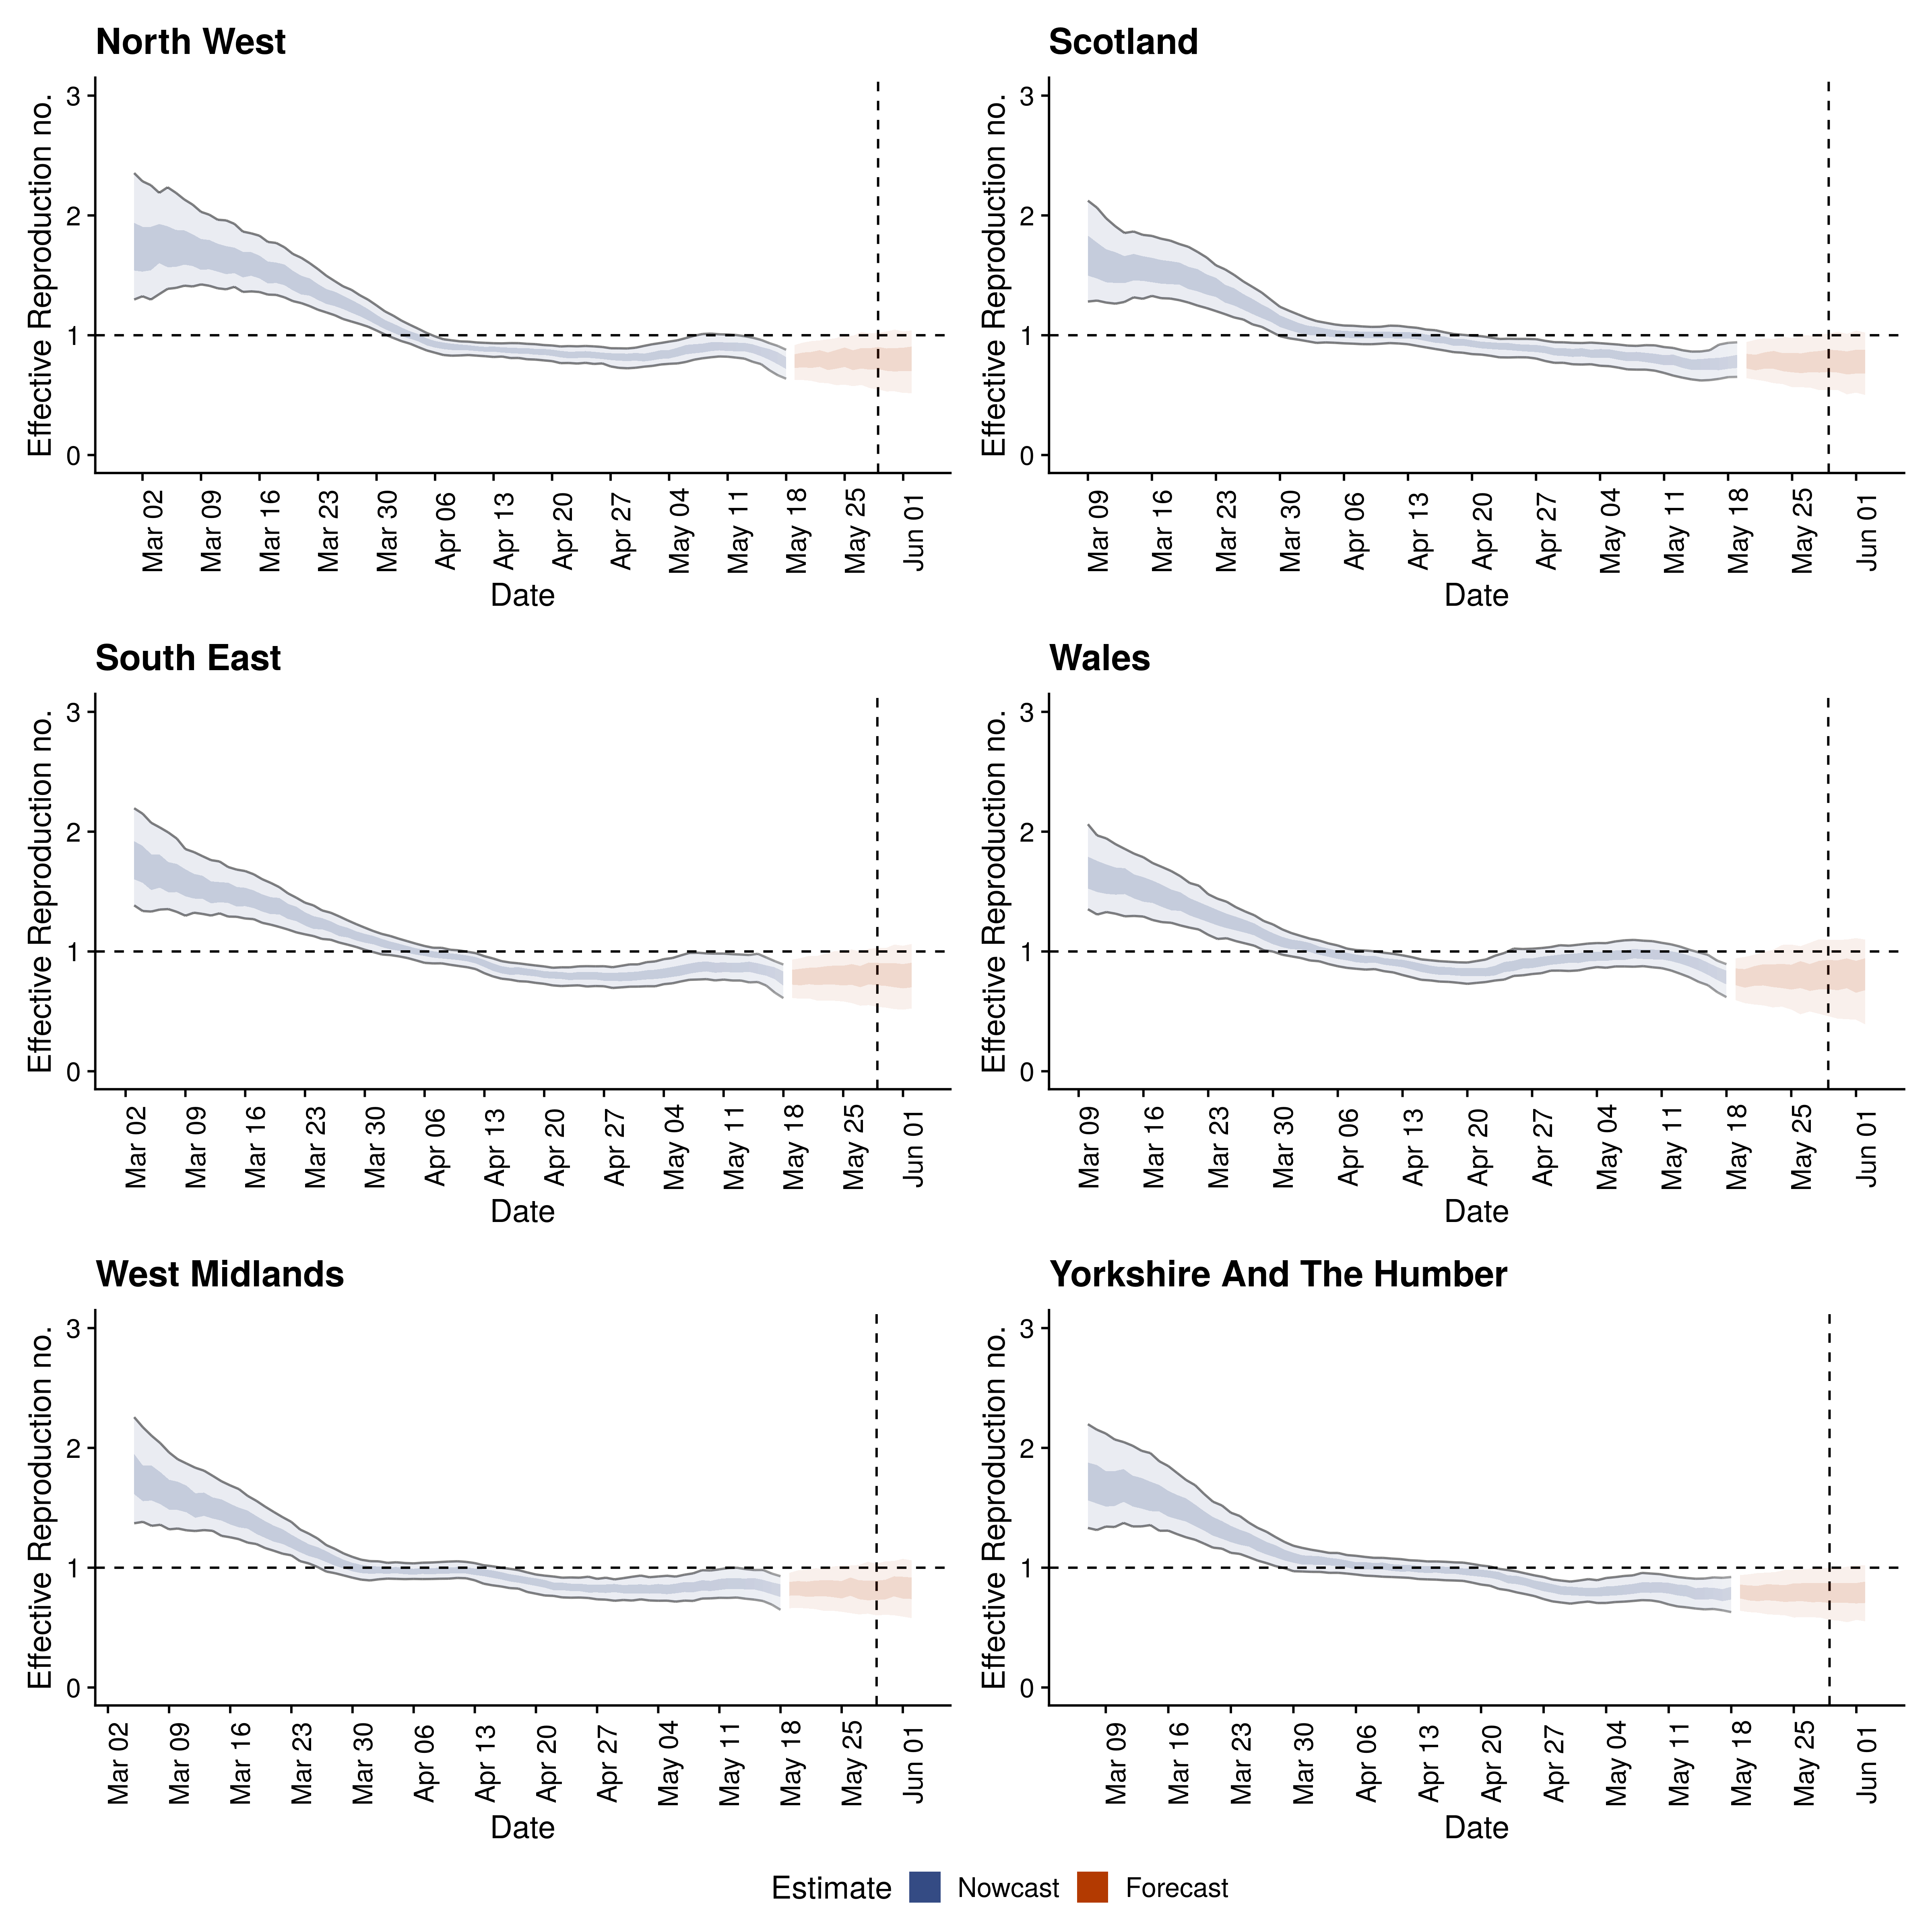 North West
Effective Reproduction no.
3
2
1
0
Mar 02
Mar 09
Mar 16
Mar 23
Mar 30
Apr 06
Apr 13
Apr 20
Apr 27
May 04
May 11
May 18
May 25
Jun 01
Date
Scotland
Effective Reproduction no.
3
2
1
0
Mar 09
Mar 16
Mar 23
Mar 30
Apr 06
Apr 13
Apr 20
Apr 27
May 04
May 11
May 18
May 25
Jun 01
Date
South East
Effective Reproduction no.
3
2
1
0
Mar 02
Mar 09
Mar 16
Mar 23
Mar 30
Apr 06
Apr 13
Apr 20
Apr 27
May 04
May 11
May 18
May 25
Jun 01
Date
Wales
Effective Reproduction no.
3
2
1
0
Mar 09
Mar 16
Mar 23
Mar 30
Apr 06
Apr 13
Apr 20
Apr 27
May 04
May 11
May 18
May 25
Jun 01
Date
West Midlands
Effective Reproduction no.
3
2
1
0
Mar 02
Mar 09
Mar 16
Mar 23
Mar 30
Apr 06
Apr 13
Apr 20
Apr 27
May 04
May 11
May 18
May 25
Jun 01
Date
Yorkshire And The Humber
Effective Reproduction no.
3
2
1
0
Mar 09
Mar 16
Mar 23
Mar 30
Apr 06
Apr 13
Apr 20
Apr 27
May 04
May 11
May 18
May 25
Jun 01
Date
Estimate Nowcast Forecast